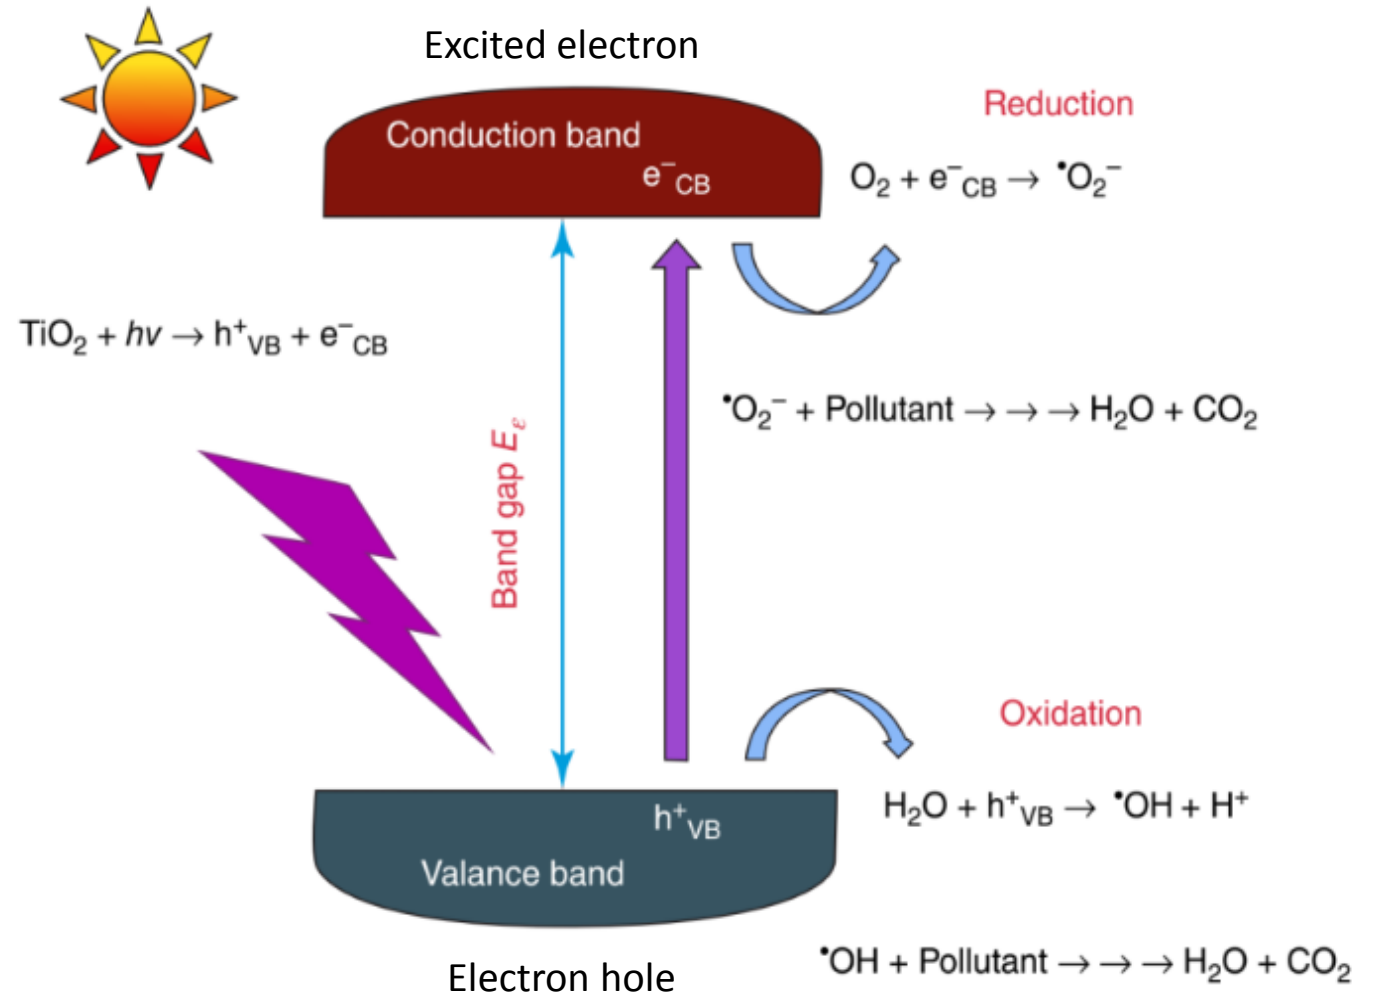 Excited electron
Reduction
Conduction band
e⁻CB
O₂ + e⁻CB → •O₂⁻
TiO₂ + hv → h⁺VB + e⁻CB
•O₂⁻ + Pollutant → → → H₂O + CO₂
Band gap Eε
Oxidation
h⁺VB
H₂O + h⁺VB → •OH + H⁺
Valance band
•OH + Pollutant → → → H₂O + CO₂
Electron hole